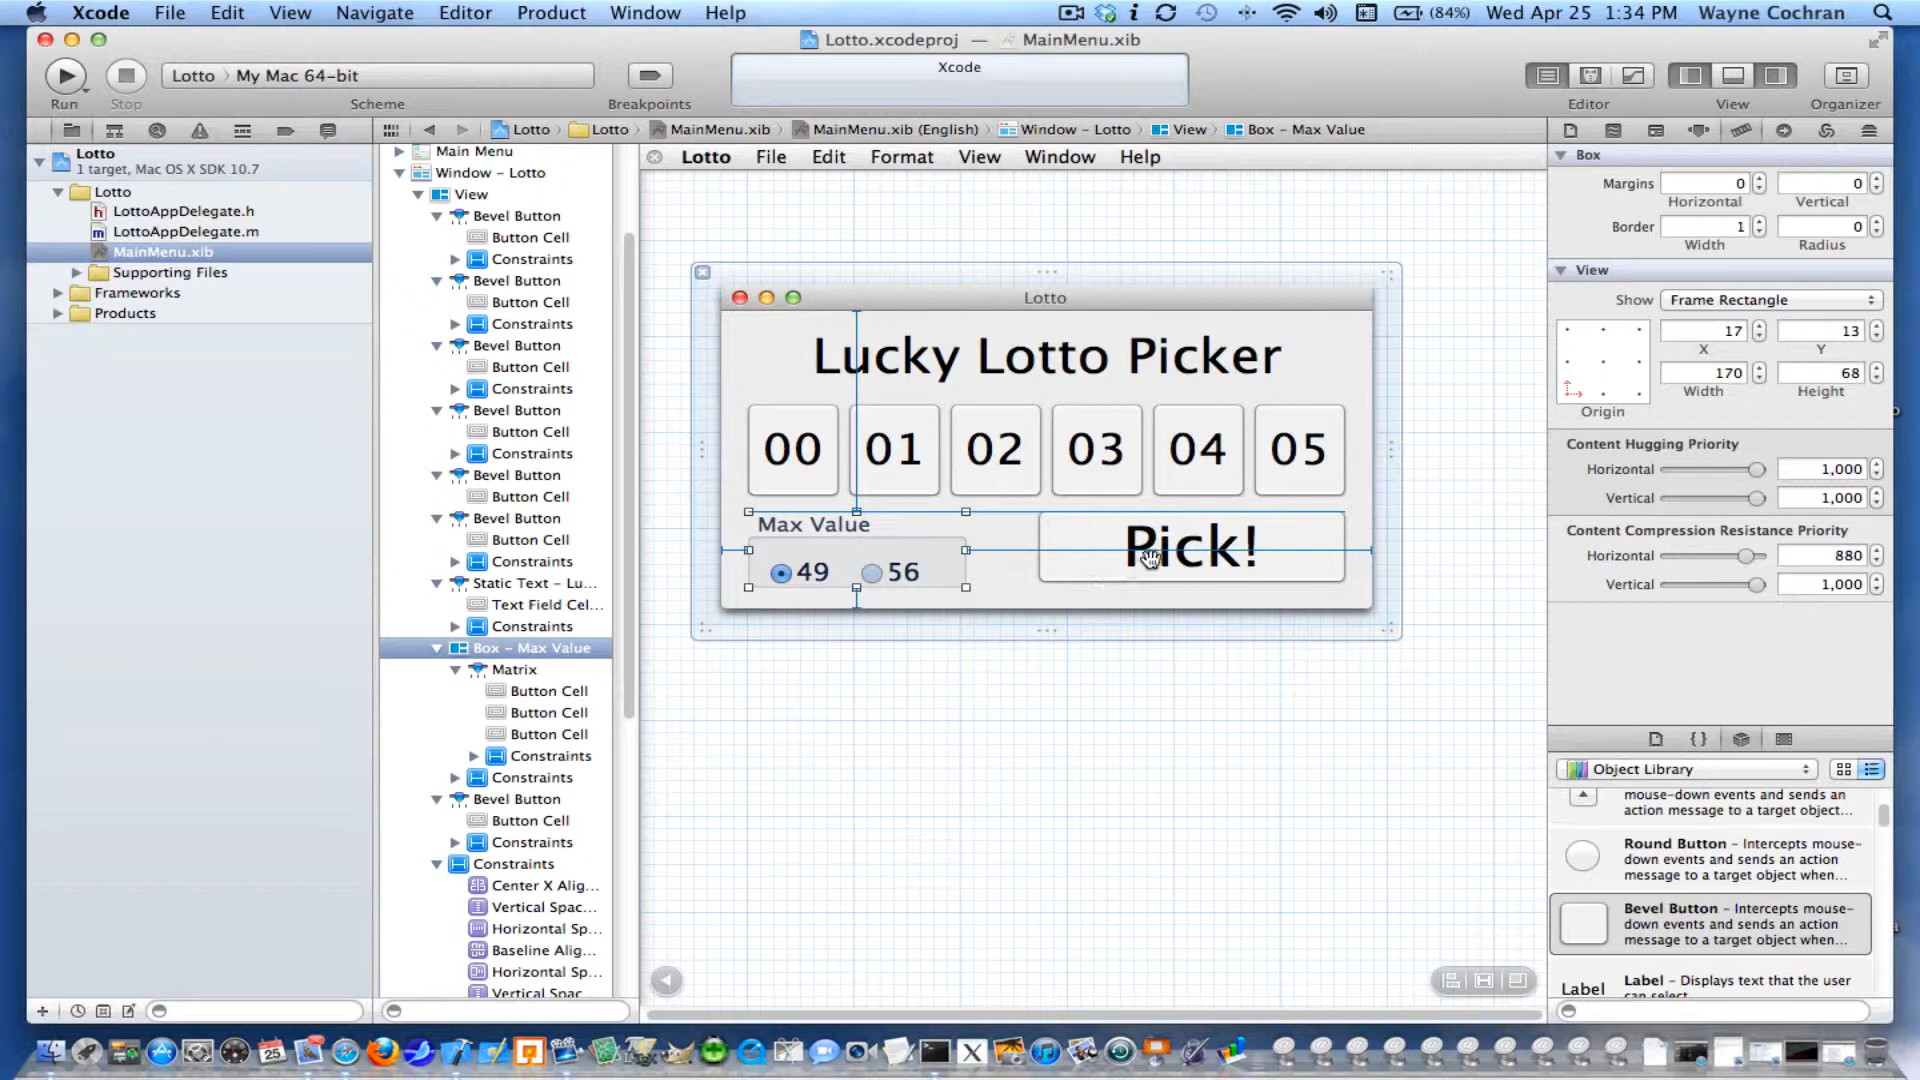 Xcode File Edit View Navigate Editor Product Window Help (84%) Wed Apr 25 1:34 PM Wayne Cochran
Lotto.xcodeproj — MainMenu.xib
Lotto My Mac 64-bit
Xcode
Run Stop Scheme Breakpoints Editor View Organizer
Lotto Lotto MainMenu.xib MainMenu.xib (English) Window - Lotto View Box - Max Value
Lotto
1 target, Mac OS X SDK 10.7
Lotto
LottoAppDelegate.h
LottoAppDelegate.m
MainMenu.xib
Supporting Files
Frameworks
Products
Main Menu
Window - Lotto
View
Bevel Button
Button Cell
Constraints
Bevel Button
Button Cell
Constraints
Bevel Button
Button Cell
Constraints
Bevel Button
Button Cell
Constraints
Bevel Button
Button Cell
Bevel Button
Button Cell
Constraints
Static Text - Lu...
Text Field Cel...
Constraints
Box - Max Value
Matrix
Button Cell
Button Cell
Button Cell
Constraints
Constraints
Bevel Button
Button Cell
Constraints
Constraints
Center X Alig...
Vertical Spac...
Horizontal Sp...
Baseline Alig...
Horizontal Sp...
Vertical Spac...
Lotto File Edit Format View Window Help
Lotto
Lucky Lotto Picker
00 01 02 03 04 05
Max Value
49 56
Pick!
Box
Margins 0 0
Horizontal Vertical
Border 1 0
Width Radius
View
Show Frame Rectangle
17 13
X Y
170 68
Width Height
Origin
Content Hugging Priority
Horizontal 1,000
Vertical 1,000
Content Compression Resistance Priority
Horizontal 880
Vertical 1,000
{ }
Object Library
mouse-down events and sends an
action message to a target object...
Round Button - Intercepts mouse-
down events and sends an action
message to a target object when...
Bevel Button - Intercepts mouse-
down events and sends an action
message to a target object when...
Label
Label - Displays text that the user
can select